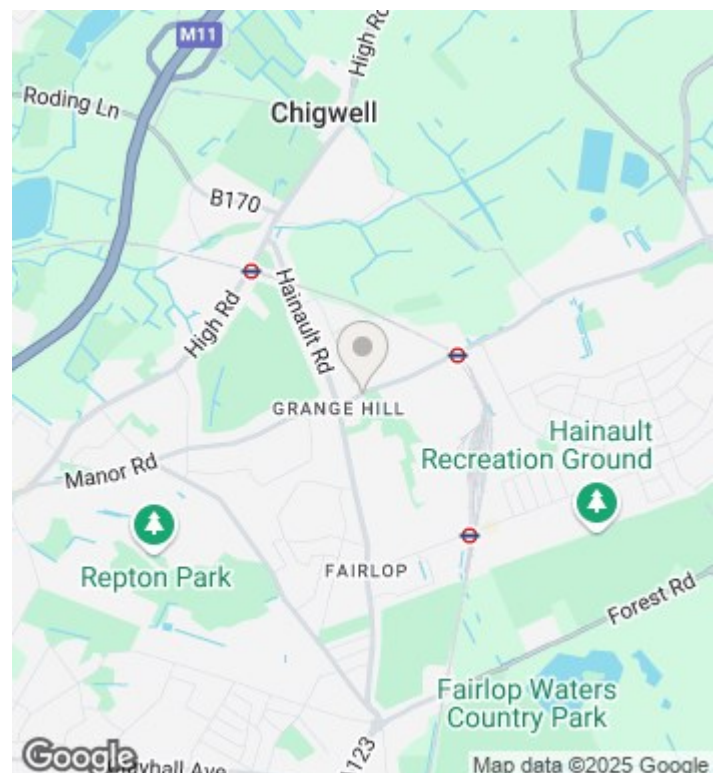 M11
High Rd
Roding Ln
Chigwell
B170
Hainault Rd
High Rd
GRANGE HILL
Hainault
Recreation Ground
Manor Rd
Repton Park
FAIRLOP
Forest Rd
Fairlop Waters
Country Park
A123
Google
Map data ©2025 Google